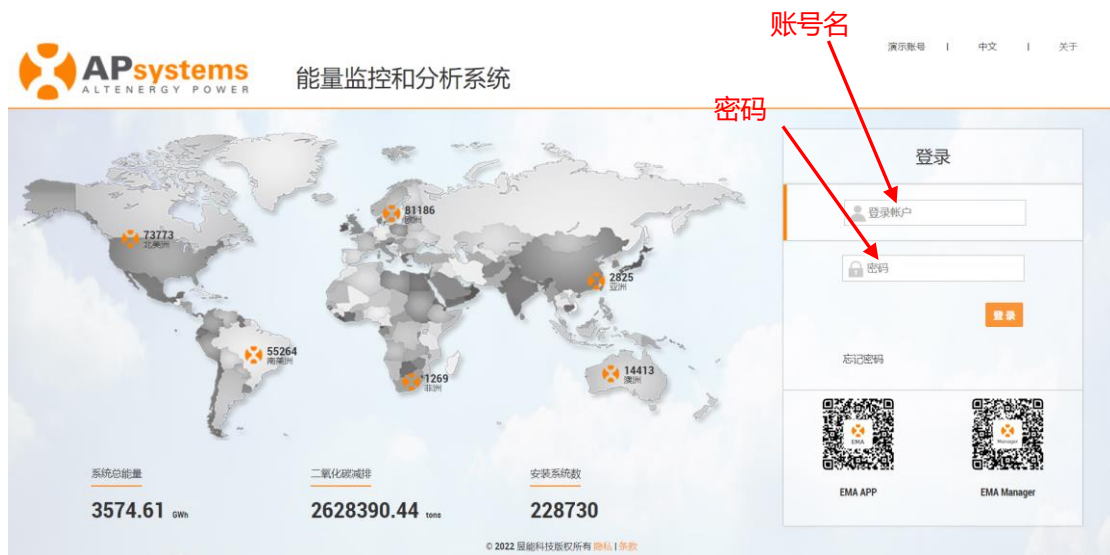 账号名
演示账号 | 中文 | 关于
APsystems
ALTENERGY POWER
能量监控和分析系统
密码
登录
登录帐户
密码
登录
忘记密码
81186
欧洲
73773
北美洲
2825
亚洲
55264
南美洲
1269
非洲
14413
澳洲
EMA
Manager
EMA APP
EMA Manager
系统总能量
3574.61 GWh
二氧化碳减排
2628390.44 tons
安装系统数
228730
© 2022 昱能科技版权所有 隐私 | 条款